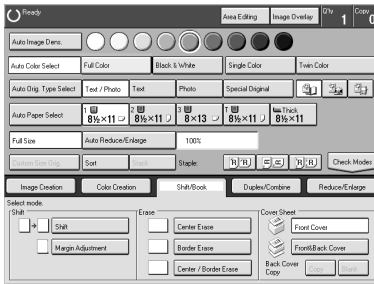 Ready
Area Editing Image Overlay Q'ty 1 Copy 0
Auto Image Dens.
Auto Color Select Full Color Black & White Single Color Twin Color
Auto Orig. Type Select Text / Photo Text Photo Special Original
Auto Paper Select 1 8½×11 2 8½×11 3 8×13 T 8½×11 Thick 8½×11
Full Size Auto Reduce/Enlarge 100%
Custom Size Orig. Sort Stack Staple: R R R R R R Check Modes
Image Creation Color Creation Shift/Book Duplex/Combine Reduce/Enlarge
Select mode.
Shift Erase Cover Sheet
Shift Center Erase Front Cover
Margin Adjustment Border Erase Front&Back Cover
Center / Border Erase Back Cover Copy Copy Blank